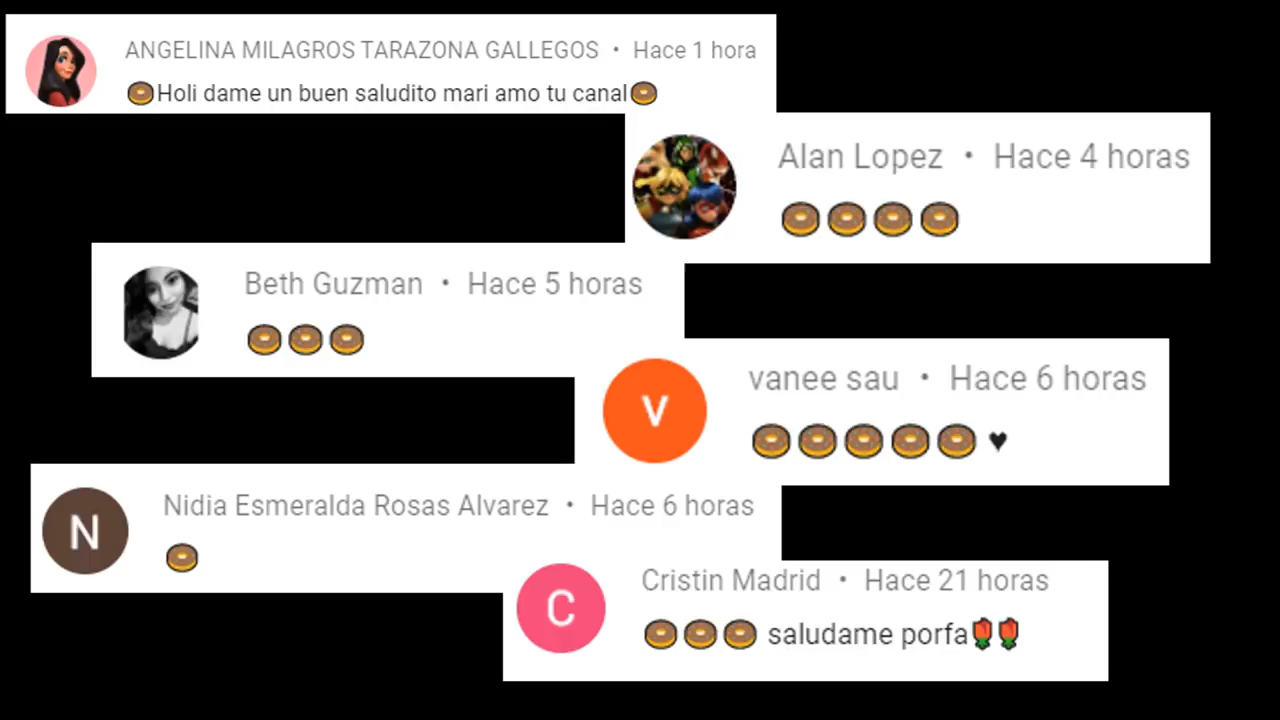 ANGELINA MILAGROS TARAZONA GALLEGOS • Hace 1 hora
🍩Holi dame un buen saludito mari amo tu canal🍩
Alan Lopez • Hace 4 horas
🍩🍩🍩🍩
Beth Guzman • Hace 5 horas
🍩🍩🍩
V
vanee sau • Hace 6 horas
🍩🍩🍩🍩🍩 ♥
N
Nidia Esmeralda Rosas Alvarez • Hace 6 horas
🍩
C
Cristin Madrid • Hace 21 horas
🍩🍩🍩 saludame porfa🌷🌷